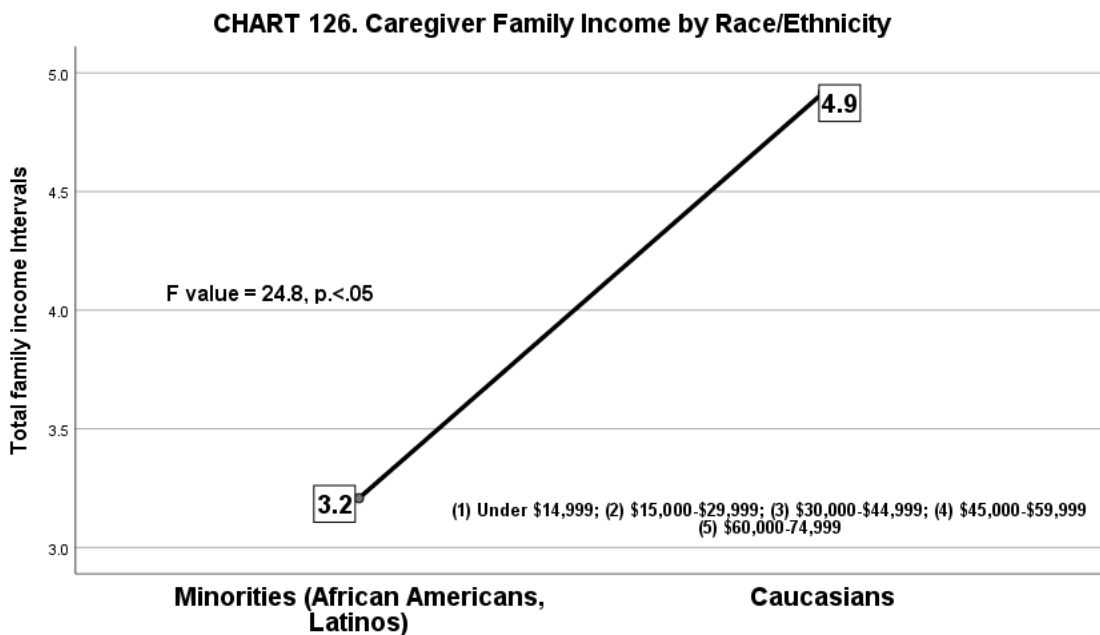 CHART 126. Caregiver Family Income by Race/Ethnicity
Total family income Intervals
5.0
4.5
4.0
3.5
3.0
4.9
F value = 24.8, p.<.05
3.2
(1) Under $14,999; (2) $15,000-$29,999; (3) $30,000-$44,999; (4) $45,000-$59,999
(5) $60,000-74,999
Minorities (African Americans,
Latinos)
Caucasians